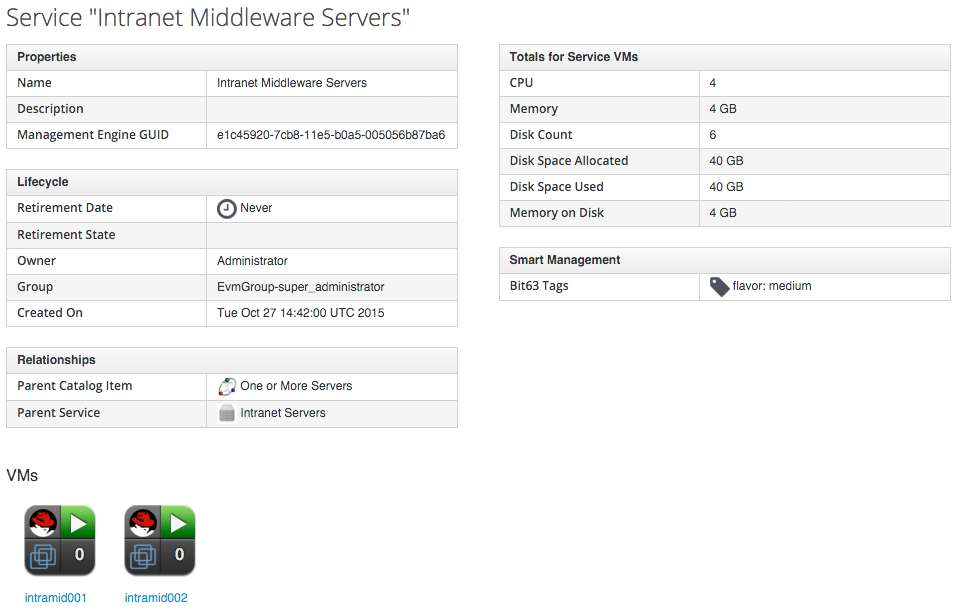 Service "Intranet Middleware Servers"
Properties
Name Intranet Middleware Servers
Description
Management Engine GUID e1c45920-7cb8-11e5-b0a5-005056b87ba6
Lifecycle
Retirement Date Never
Retirement State
Owner Administrator
Group EvmGroup-super_administrator
Created On Tue Oct 27 14:42:00 UTC 2015
Relationships
Parent Catalog Item One or More Servers
Parent Service Intranet Servers
Totals for Service VMs
CPU 4
Memory 4 GB
Disk Count 6
Disk Space Allocated 40 GB
Disk Space Used 40 GB
Memory on Disk 4 GB
Smart Management
Bit63 Tags flavor: medium
VMs
0 0
intramid001 intramid002